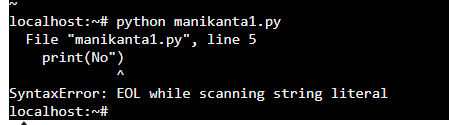 ~
localhost:~# python manikanta1.py
  File "manikanta1.py", line 5
    print(No")
             ^
SyntaxError: EOL while scanning string literal
localhost:~#